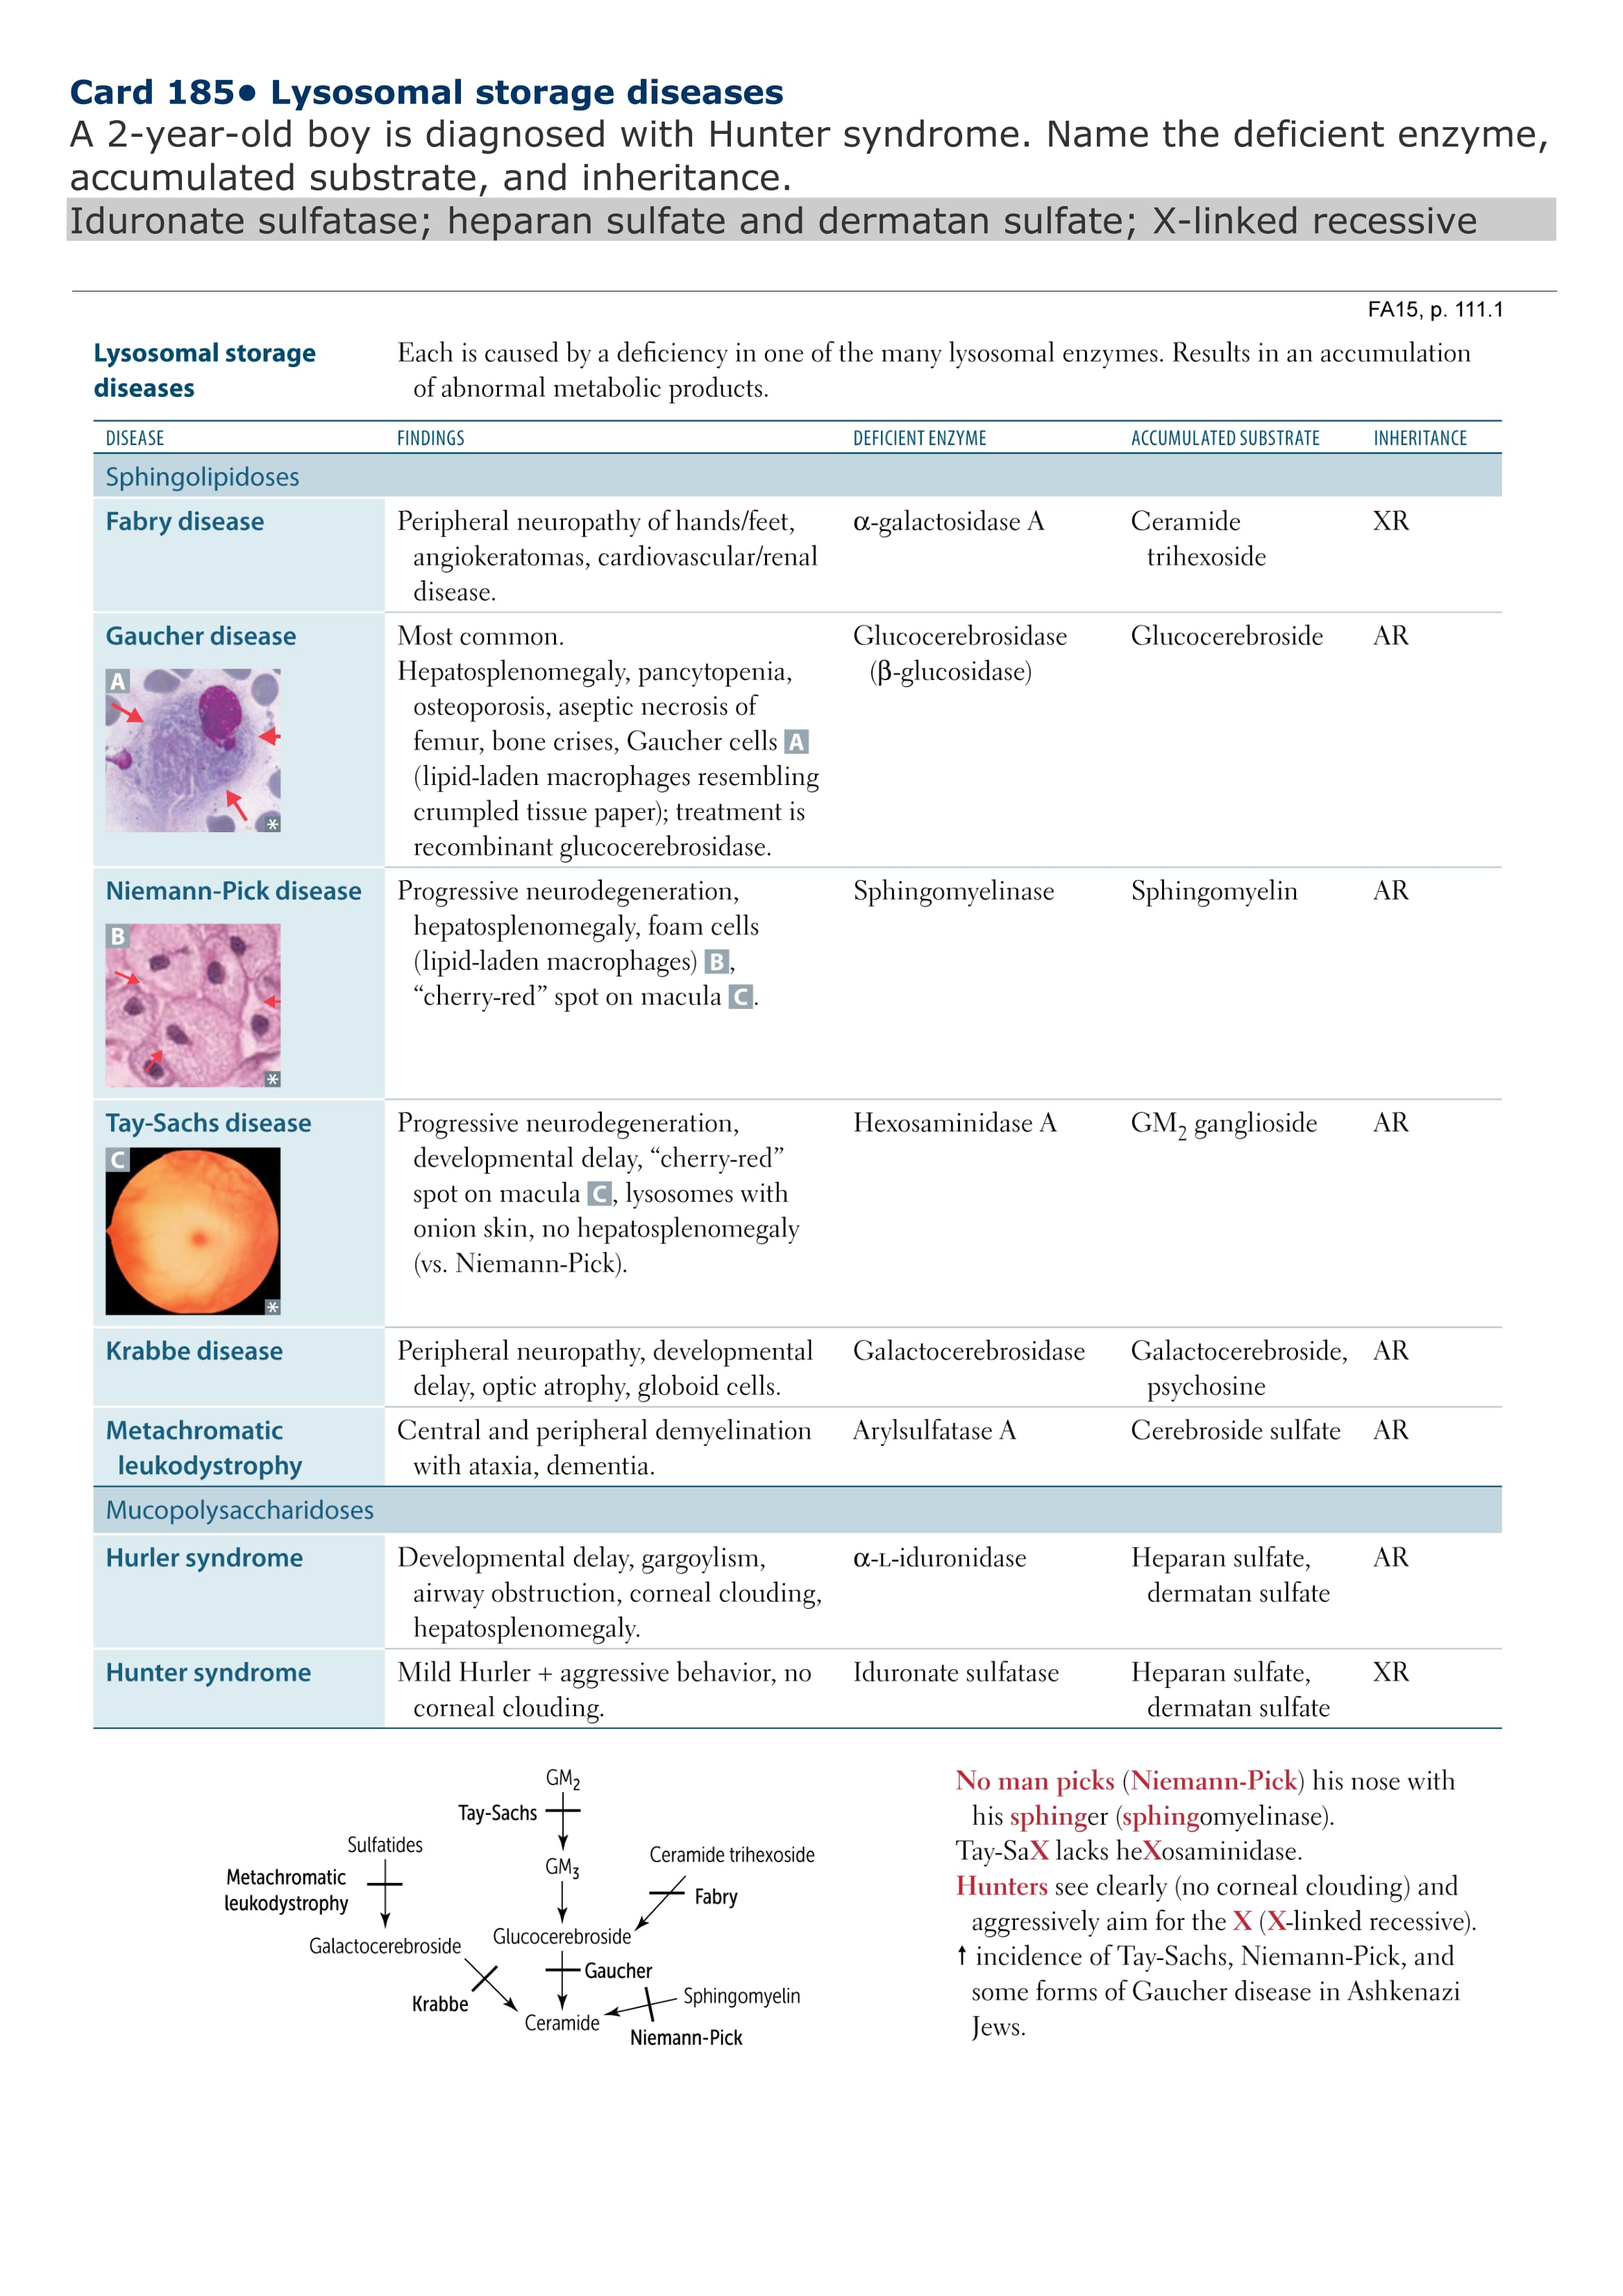 Card 185• Lysosomal storage diseases
A 2-year-old boy is diagnosed with Hunter syndrome. Name the deficient enzyme,
accumulated substrate, and inheritance.
Iduronate sulfatase; heparan sulfate and dermatan sulfate; X-linked recessive
FA15, p. 111.1
Lysosomal storage
diseases
Each is caused by a deficiency in one of the many lysosomal enzymes. Results in an accumulation
of abnormal metabolic products.
DISEASE FINDINGS DEFICIENT ENZYME ACCUMULATED SUBSTRATE INHERITANCE
Sphingolipidoses
Fabry disease Peripheral neuropathy of hands/feet, α-galactosidase A Ceramide XR
angiokeratomas, cardiovascular/renal trihexoside
disease.
Gaucher disease Most common. Glucocerebrosidase Glucocerebroside AR
A Hepatosplenomegaly, pancytopenia, (β-glucosidase)
osteoporosis, aseptic necrosis of
femur, bone crises, Gaucher cells A
(lipid-laden macrophages resembling
crumpled tissue paper); treatment is
recombinant glucocerebrosidase.
Niemann-Pick disease Progressive neurodegeneration, Sphingomyelinase Sphingomyelin AR
B hepatosplenomegaly, foam cells
(lipid-laden macrophages) B,
“cherry-red” spot on macula C.
Tay-Sachs disease Progressive neurodegeneration, Hexosaminidase A GM₂ ganglioside AR
C developmental delay, “cherry-red”
spot on macula C, lysosomes with
onion skin, no hepatosplenomegaly
(vs. Niemann-Pick).
Krabbe disease Peripheral neuropathy, developmental Galactocerebrosidase Galactocerebroside, AR
delay, optic atrophy, globoid cells. psychosine
Metachromatic Central and peripheral demyelination Arylsulfatase A Cerebroside sulfate AR
leukodystrophy with ataxia, dementia.
Mucopolysaccharidoses
Hurler syndrome Developmental delay, gargoylism, α-L-iduronidase Heparan sulfate, AR
airway obstruction, corneal clouding, dermatan sulfate
hepatosplenomegaly.
Hunter syndrome Mild Hurler + aggressive behavior, no Iduronate sulfatase Heparan sulfate, XR
corneal clouding. dermatan sulfate
GM₂
Tay-Sachs
Sulfatides
GM₃
Ceramide trihexoside
Metachromatic
leukodystrophy
Fabry
Glucocerebroside
Galactocerebroside
Gaucher
Krabbe
Sphingomyelin
Ceramide
Niemann-Pick
No man picks (Niemann-Pick) his nose with
his sphinger (sphingomyelinase).
Tay-SaX lacks heXosaminidase.
Hunters see clearly (no corneal clouding) and
aggressively aim for the X (X-linked recessive).
↑ incidence of Tay-Sachs, Niemann-Pick, and
some forms of Gaucher disease in Ashkenazi
Jews.